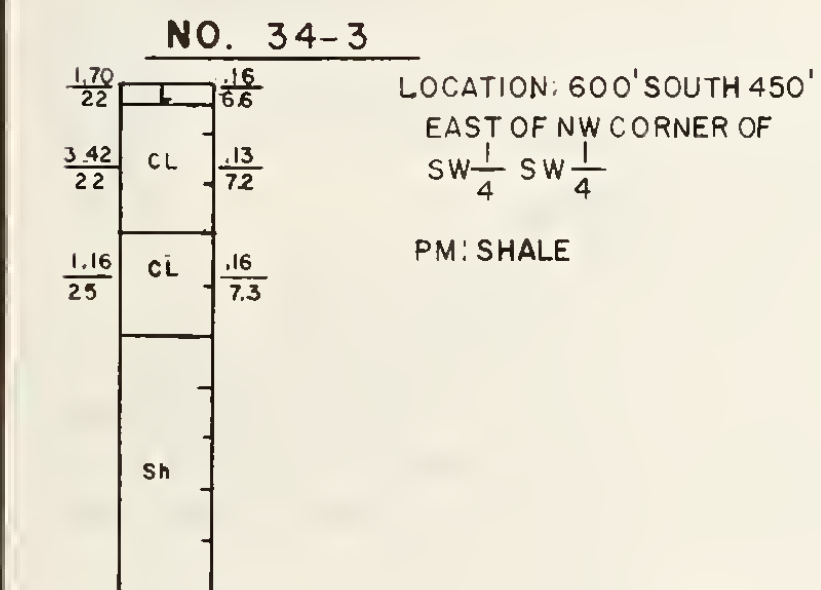 NO. 34-3
1.70 L .16
22 6.6
LOCATION: 600' SOUTH 450'
EAST OF NW CORNER OF
SW 1/4 SW 1/4
3.42 CL .13
22 7.2
PM: SHALE
1.16 CL .16
25 7.3
Sh